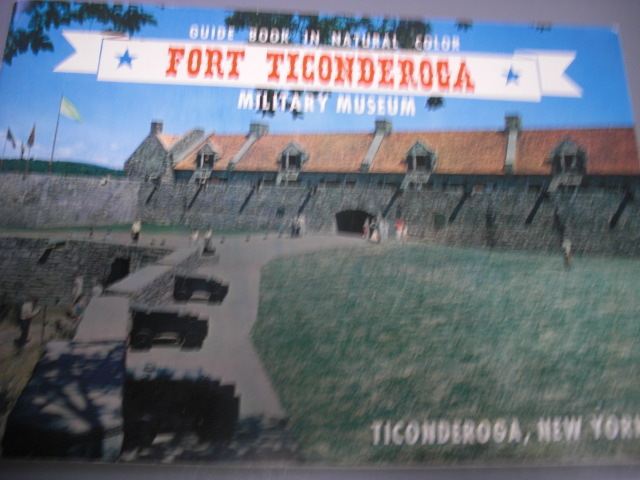 GUIDE BOOK IN NATURAL COLOR
FORT TICONDEROGA
MILITARY MUSEUM
TICONDEROGA, NEW YORK